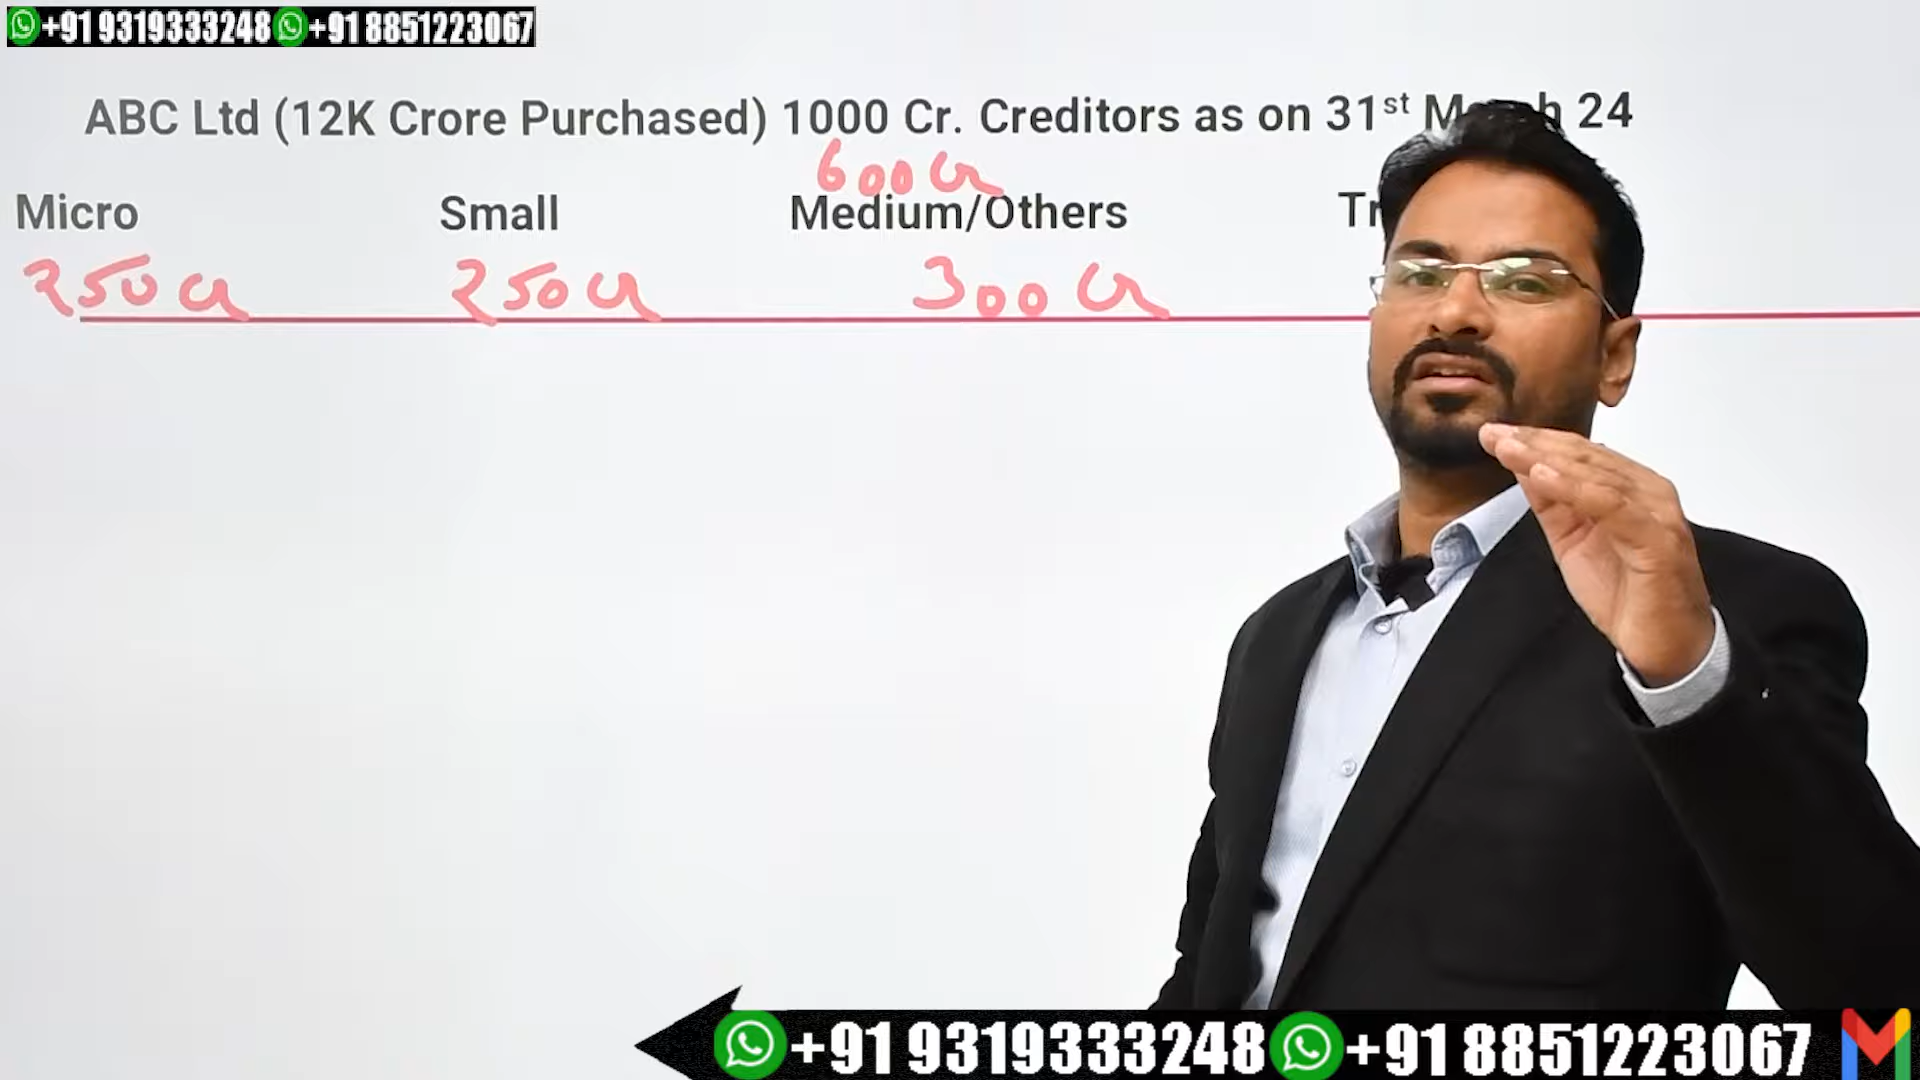 +91 9319333248 +91 8851223067
ABC Ltd (12K Crore Purchased) 1000 Cr. Creditors as on 31st March 24
600 Cr
Micro Small Medium/Others
250 Cr 250 Cr 300 Cr
+91 9319333248 +91 8851223067